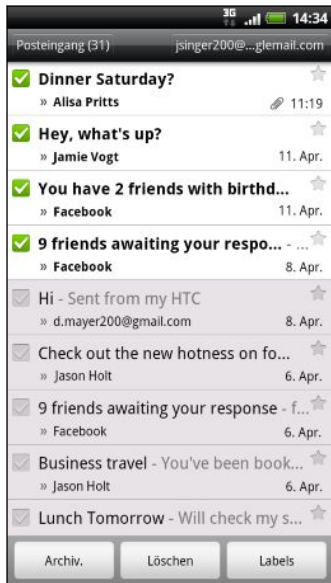 3G 14:34
Posteingang (31) jsinger200@...glemail.com
Dinner Saturday?
» Alisa Pritts 11:19
Hey, what's up?
» Jamie Vogt 11. Apr.
You have 2 friends with birthd...
» Facebook 11. Apr.
9 friends awaiting your respo... - ...
» Facebook 8. Apr.
Hi - Sent from my HTC
» d.mayer200@gmail.com 8. Apr.
Check out the new hotness on fo...
» Jason Holt 6. Apr.
9 friends awaiting your response - f...
» Facebook 6. Apr.
Business travel - You've been book...
» Jason Holt 6. Apr.
Lunch Tomorrow - Will check my s...
Archiv. Löschen Labels